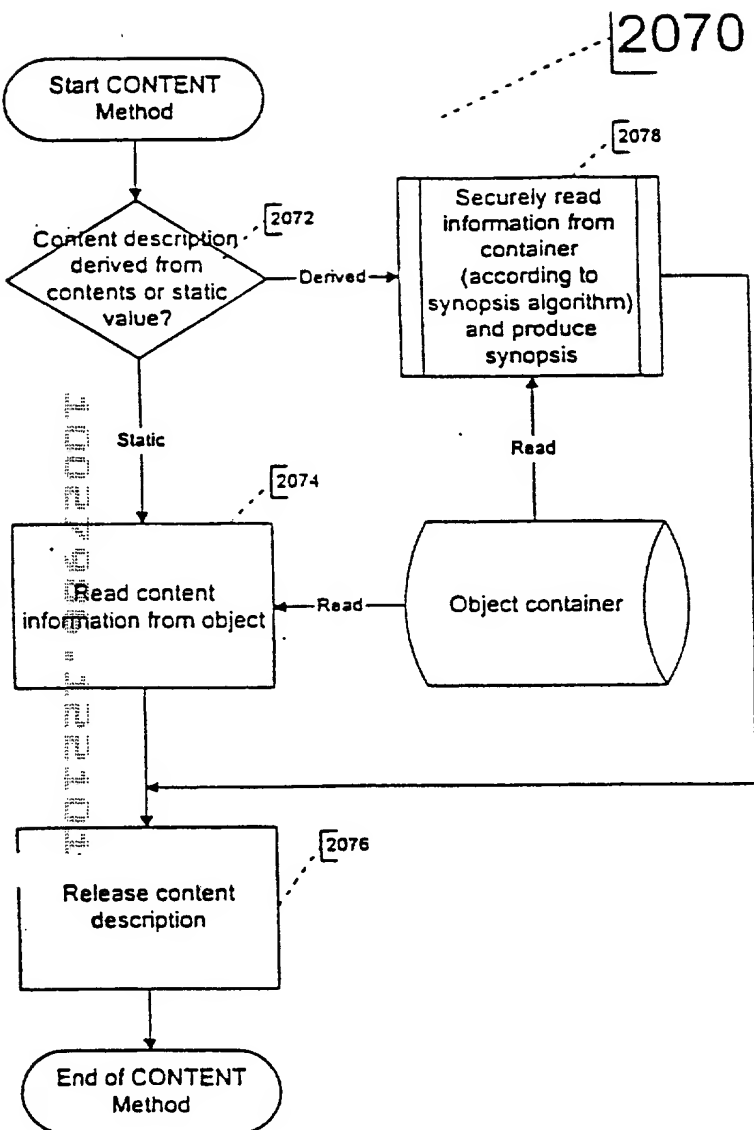 2070
Start CONTENT
Method
2078
Securely read
information from
container
(according to
synopsis algorithm)
and produce
synopsis
2072
Content description
derived from
contents or static
value?
Derived
Static
Read
2074
Read content
information from object
Read
Object container
2076
Release content
description
End of CONTENT
Method